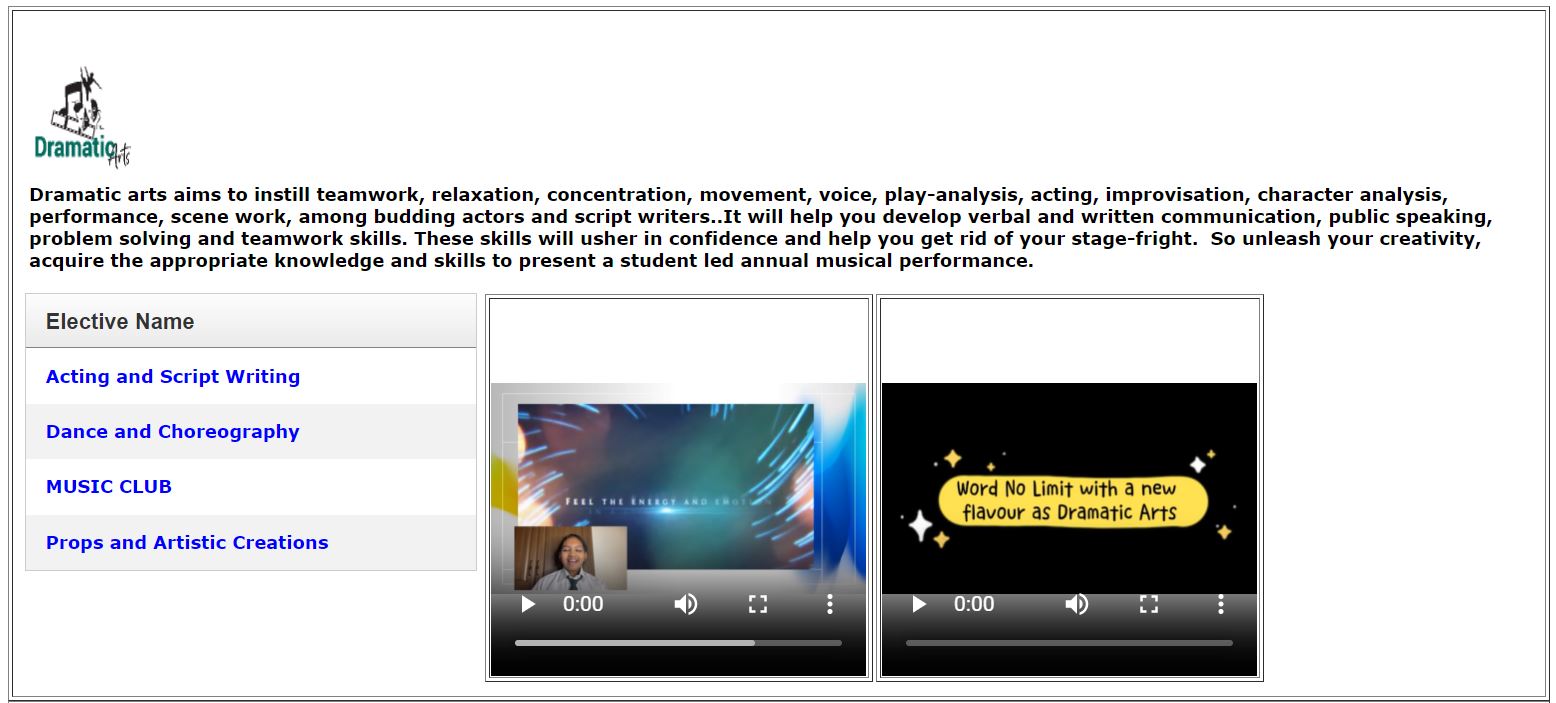 Dramatic Arts
Dramatic arts aims to instill teamwork, relaxation, concentration, movement, voice, play-analysis, acting, improvisation, character analysis,
performance, scene work, among budding actors and script writers..It will help you develop verbal and written communication, public speaking,
problem solving and teamwork skills. These skills will usher in confidence and help you get rid of your stage-fright.  So unleash your creativity,
acquire the appropriate knowledge and skills to present a student led annual musical performance.
Elective Name
Acting and Script Writing
Dance and Choreography
MUSIC CLUB
Props and Artistic Creations
FEEL THE ENERGY AND EMOTION
0:00
Word No Limit with a new
flavour as Dramatic Arts
0:00